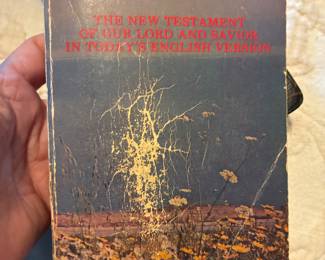 THE NEW TESTAMENT
OF OUR LORD AND SAVIOR
IN TODAY'S ENGLISH VERSION